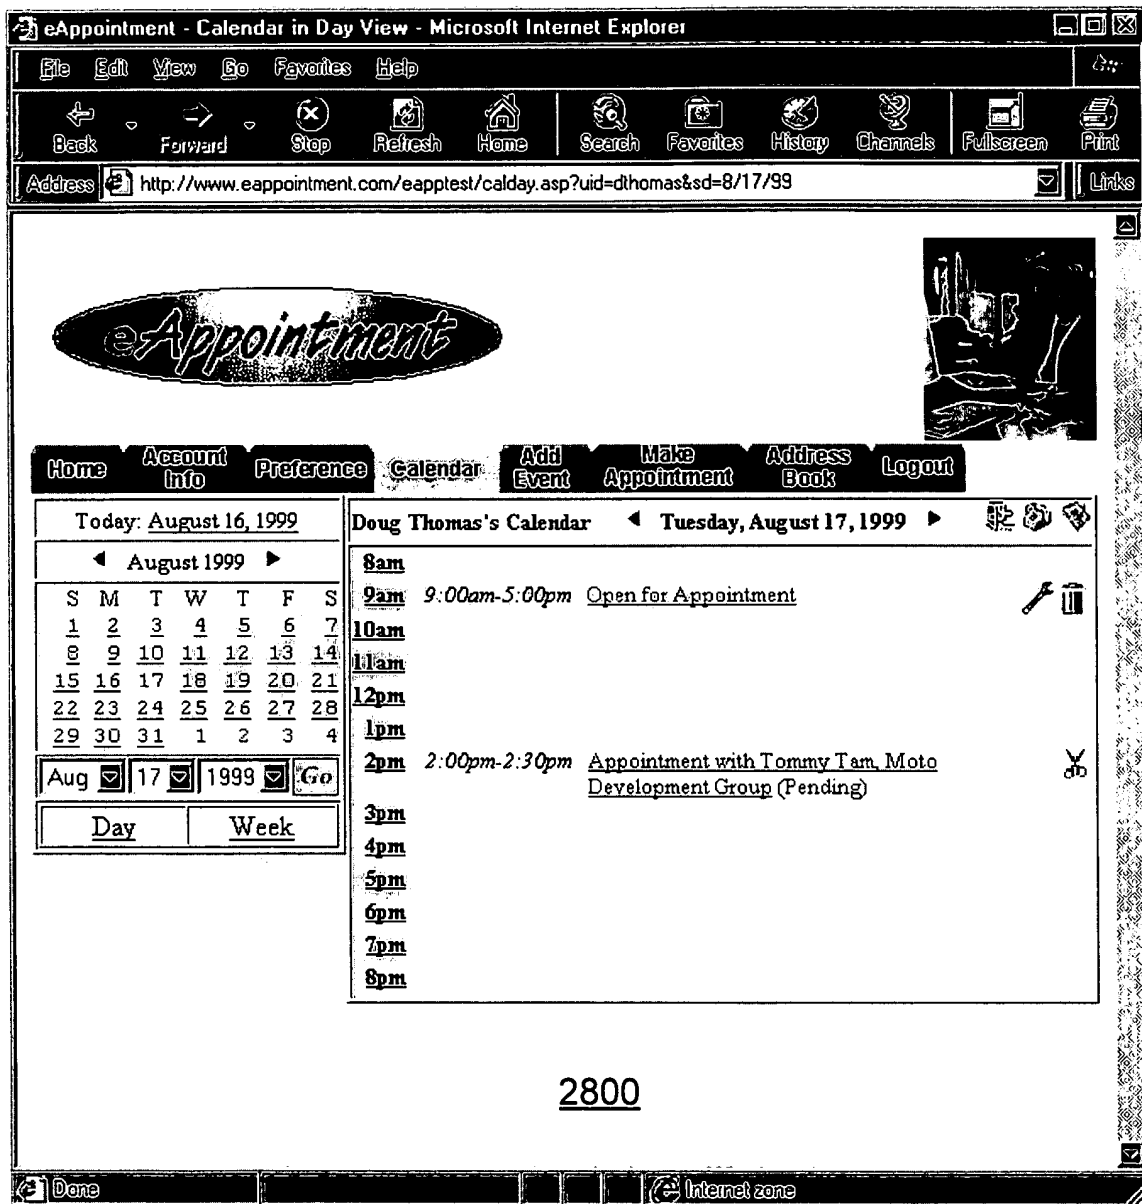 eAppointment - Calendar in Day View - Microsoft Internet Explorer
File Edit View Go Favorites Help
Back Forward Stop Refresh Home Search Favorites History Channels Fullscreen Print
Address http://www.eappointment.com/eapptest/calday.asp?uid=dthomas&sd=8/17/99 Links
eAppointment
Home Account Info Preference Calendar Add Event Make Appointment Address Book Logout
Today: August 16, 1999
August 1999
S M T W T F S
1 2 3 4 5 6 7
8 9 10 11 12 13 14
15 16 17 18 19 20 21
22 23 24 25 26 27 28
29 30 31 1 2 3 4
Aug 17 1999 Go
Day Week
Doug Thomas's Calendar Tuesday, August 17, 1999
8am
9am 9:00am-5:00pm Open for Appointment
10am
11am
12pm
1pm
2pm 2:00pm-2:30pm Appointment with Tommy Tam, Moto
Development Group (Pending)
3pm
4pm
5pm
6pm
7pm
8pm
2800
Done Internet zone